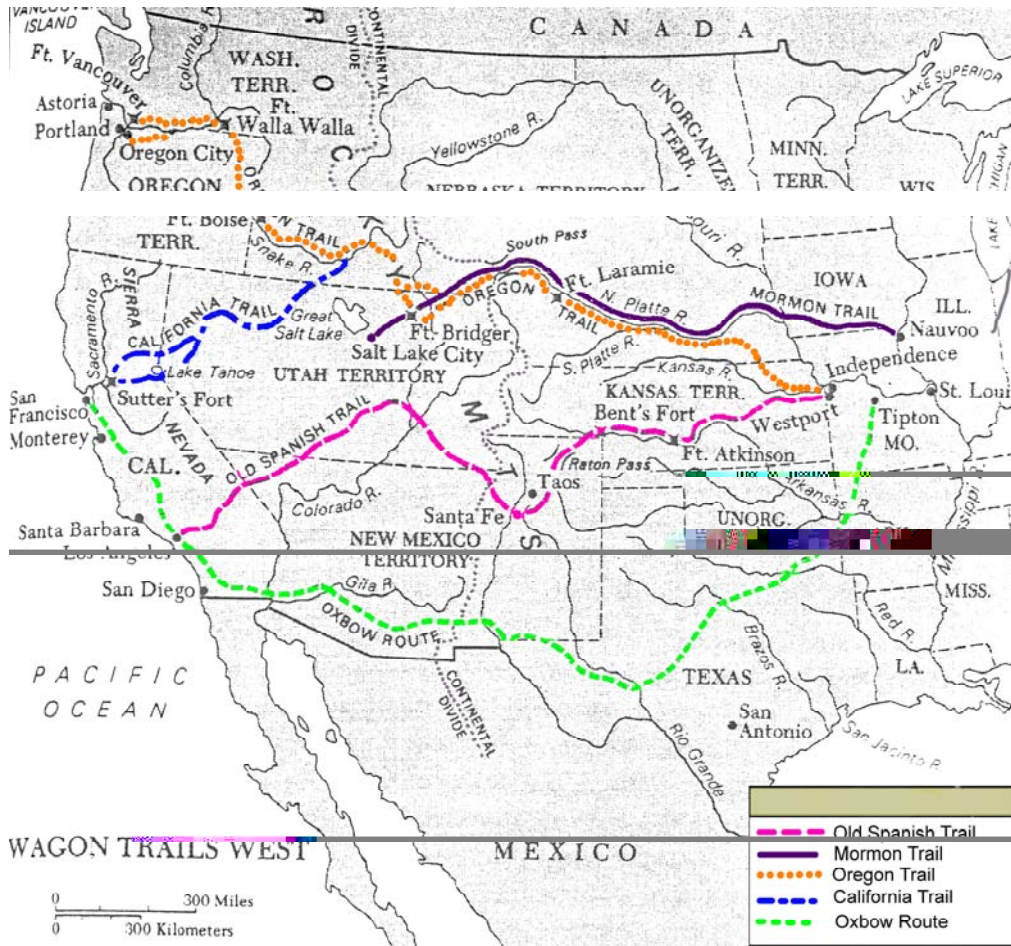 VANCOUVER
ISLAND
CANADA
Ft. Vancouver
Columbia R.
CONTINENTAL
DIVIDE
WASH.
TERR.
Ft.
Walla Walla
Astoria
Portland
Oregon City
OREGON
LAKE SUPERIOR
Yellowstone R.
MINN.
TERR.
NEBRASKA TERRITORY
WIS.
Ft. Boise
N TRAIL
TERR.
Snake R.
South Pass
SIERRA
Sacramento R.
CALIFORNIA TRAIL
Great
Salt Lake
Ft. Laramie
OREGON
TRAIL
N. Platte R.
IOWA
MORMON TRAIL
ILL.
Nauvoo
Ft. Bridger
Salt Lake City
UTAH TERRITORY
S. Platte R.
Lake Tahoe
Sutter's Fort
Kansas R.
KANSAS TERR.
Independence
San
Francisco
Monterey
NEVADA
OLD SPANISH TRAIL
Bent's Fort
Westport
Tipton
MO.
Ft. Atkinson
CAL.
Raton Pass
Taos
Arkansas R.
Colorado R.
Santa Fe
UNORG.
Santa Barbara
NEW MEXICO
TERRITORY
San Diego
Gila R.
OXBOW ROUTE
MISS.
Red R.
LA.
PACIFIC
OCEAN
CONTINENTAL
DIVIDE
TEXAS
Brazos R.
San
Antonio
San Jacinto R.
Rio Grande
WAGON TRAILS WEST
MEXICO
0 300 Miles
0 300 Kilometers
Old Spanish Trail
Mormon Trail
Oregon Trail
California Trail
Oxbow Route